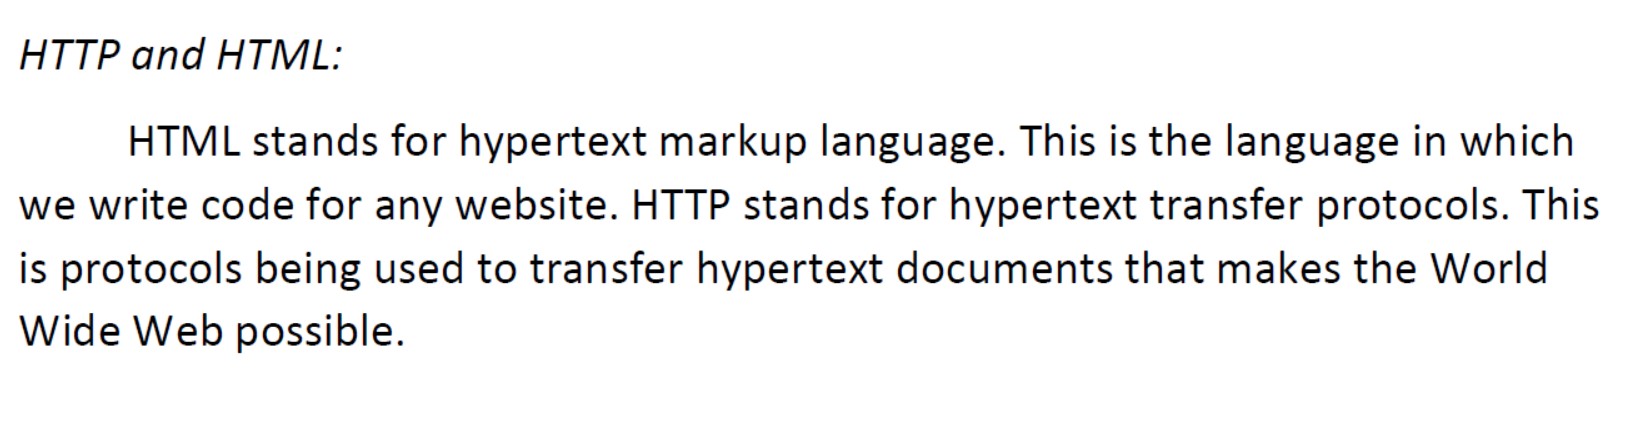 HTTP and HTML:
HTML stands for hypertext markup language. This is the language in which
we write code for any website. HTTP stands for hypertext transfer protocols. This
is protocols being used to transfer hypertext documents that makes the World
Wide Web possible.